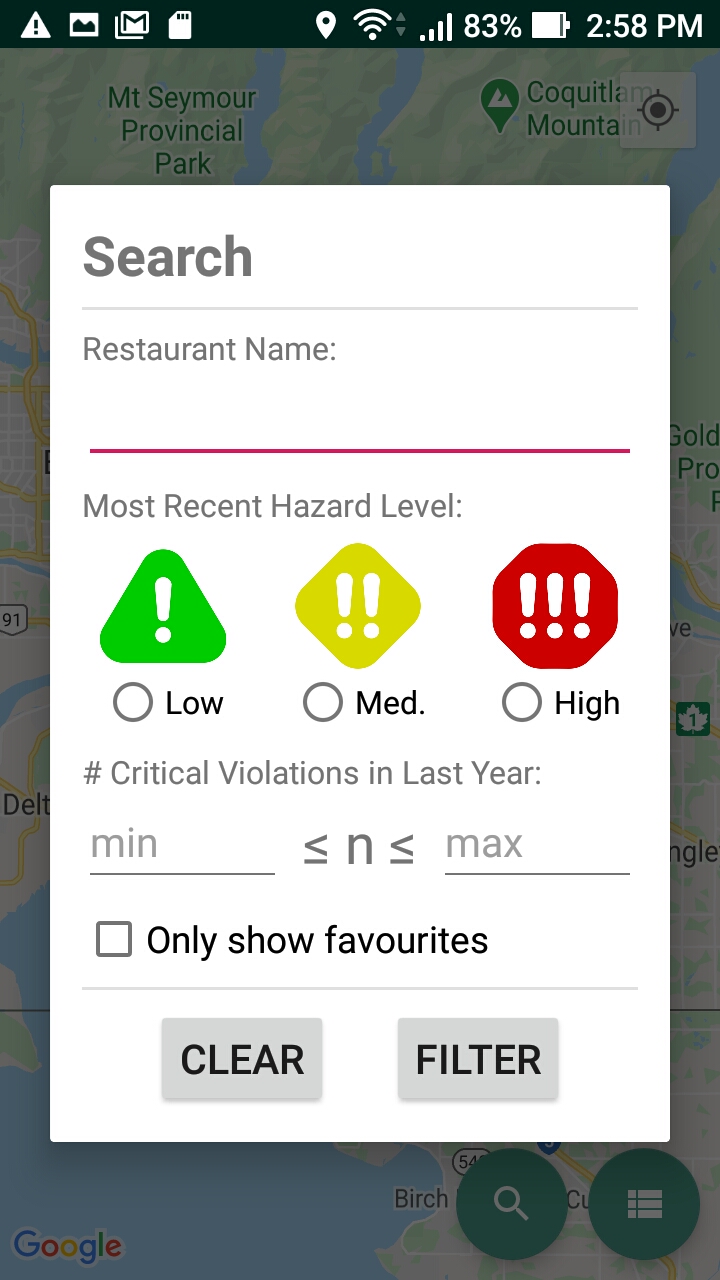 83% 2:58 PM
Mt Seymour
Provincial
Park
Coquitlam
Mountain
Search
Restaurant Name:
Most Recent Hazard Level:
Low Med. High
# Critical Violations in Last Year:
min ≤ n ≤ max
Only show favourites
CLEAR FILTER
Gold
Pro
91
ve
1
Delt
ngle
54
Birch
Cu
Google